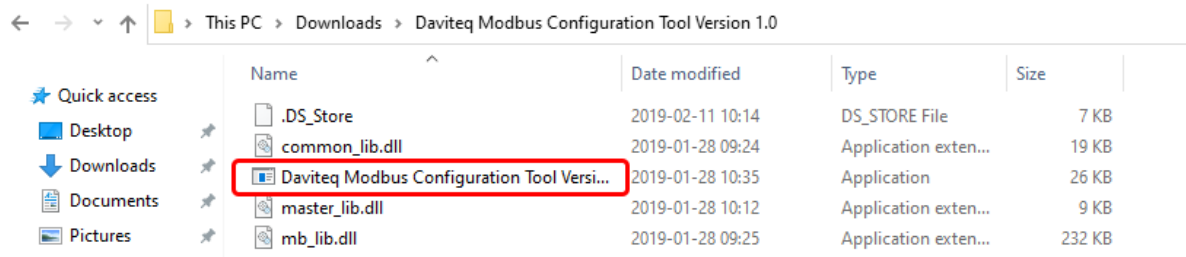 This PC > Downloads > Daviteq Modbus Configuration Tool Version 1.0
Name Date modified Type Size
Quick access
Desktop
Downloads
Documents
Pictures
.DS_Store 2019-02-11 10:14 DS_STORE File 7 KB
common_lib.dll 2019-01-28 09:24 Application exten... 19 KB
Daviteq Modbus Configuration Tool Versi... 2019-01-28 10:35 Application 26 KB
master_lib.dll 2019-01-28 10:12 Application exten... 9 KB
mb_lib.dll 2019-01-28 09:25 Application exten... 232 KB